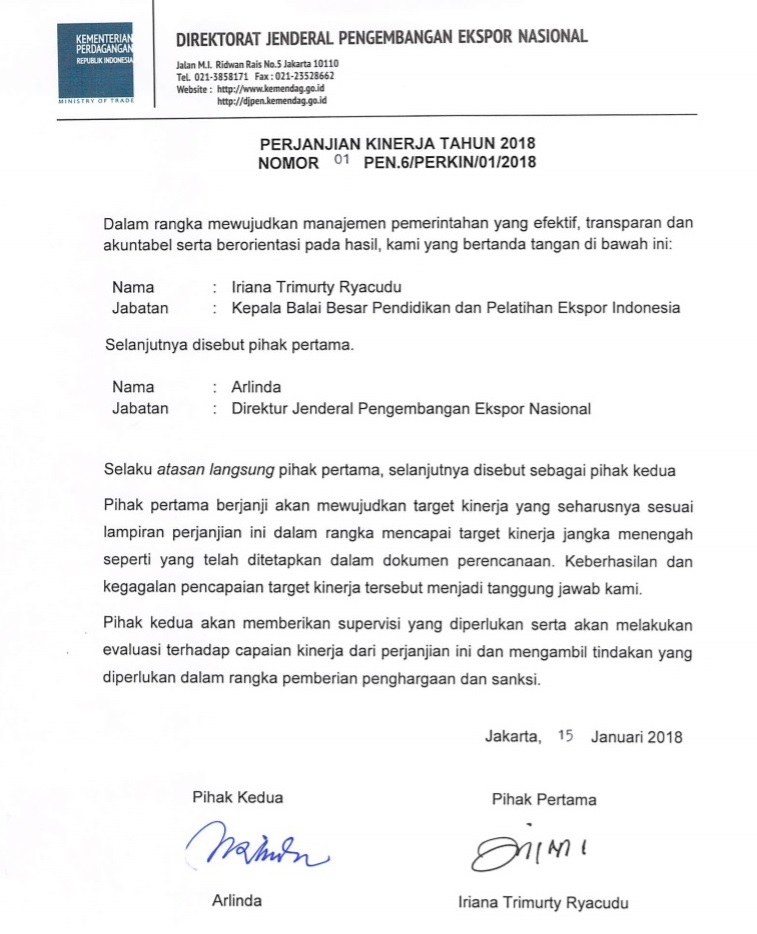 KEMENTERIAN
PERDAGANGAN
REPUBLIK INDONESIA
MINISTRY OF TRADE
DIREKTORAT JENDERAL PENGEMBANGAN EKSPOR NASIONAL
Jalan M.I. Ridwan Rais No.5 Jakarta 10110
Tel. 021-3858171 Fax : 021-23528662
Website : http://www.kemendag.go.id
http://djpen.kemendag.go.id
PERJANJIAN KINERJA TAHUN 2018
NOMOR 01 PEN.6/PERKIN/01/2018
Dalam rangka mewujudkan manajemen pemerintahan yang efektif, transparan dan
akuntabel serta berorientasi pada hasil, kami yang bertanda tangan di bawah ini:
Nama : Iriana Trimurty Ryacudu
Jabatan : Kepala Balai Besar Pendidikan dan Pelatihan Ekspor Indonesia
Selanjutnya disebut pihak pertama.
Nama : Arlinda
Jabatan : Direktur Jenderal Pengembangan Ekspor Nasional
Selaku atasan langsung pihak pertama, selanjutnya disebut sebagai pihak kedua
Pihak pertama berjanji akan mewujudkan target kinerja yang seharusnya sesuai
lampiran perjanjian ini dalam rangka mencapai target kinerja jangka menengah
seperti yang telah ditetapkan dalam dokumen perencanaan. Keberhasilan dan
kegagalan pencapaian target kinerja tersebut menjadi tanggung jawab kami.
Pihak kedua akan memberikan supervisi yang diperlukan serta akan melakukan
evaluasi terhadap capaian kinerja dari perjanjian ini dan mengambil tindakan yang
diperlukan dalam rangka pemberian penghargaan dan sanksi.
Jakarta, 15 Januari 2018
Pihak Kedua
Pihak Pertama
Arlinda
Iriana Trimurty Ryacudu